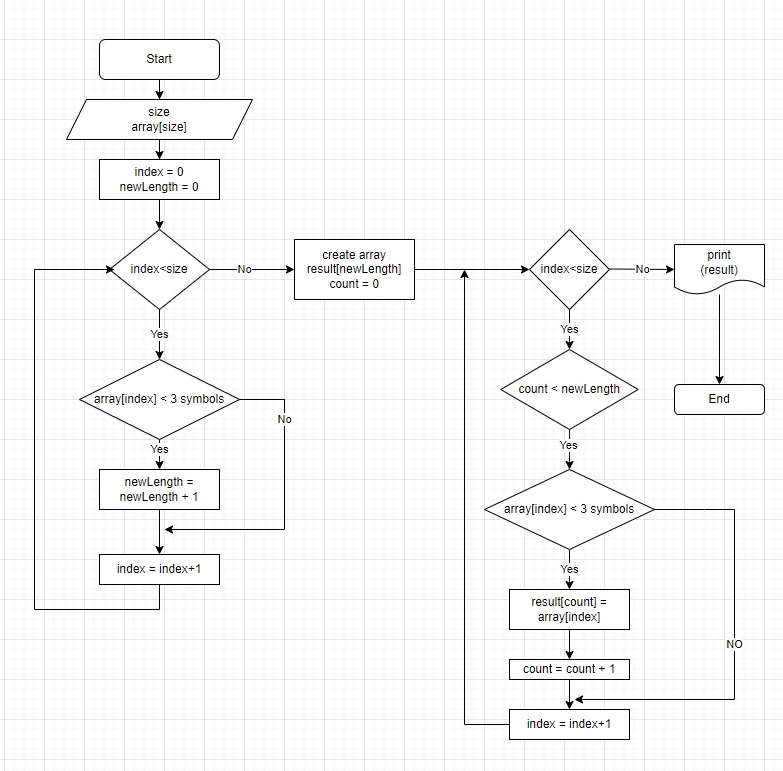 Start
size
array[size]
index = 0
newLength = 0
index<size
No
Yes
array[index] < 3 symbols
No
Yes
newLength =
newLength + 1
index = index+1
create array
result[newLength]
count = 0
index<size
No
print
(result)
End
Yes
count < newLength
Yes
array[index] < 3 symbols
Yes
result[count] =
array[index]
NO
count = count + 1
index = index+1